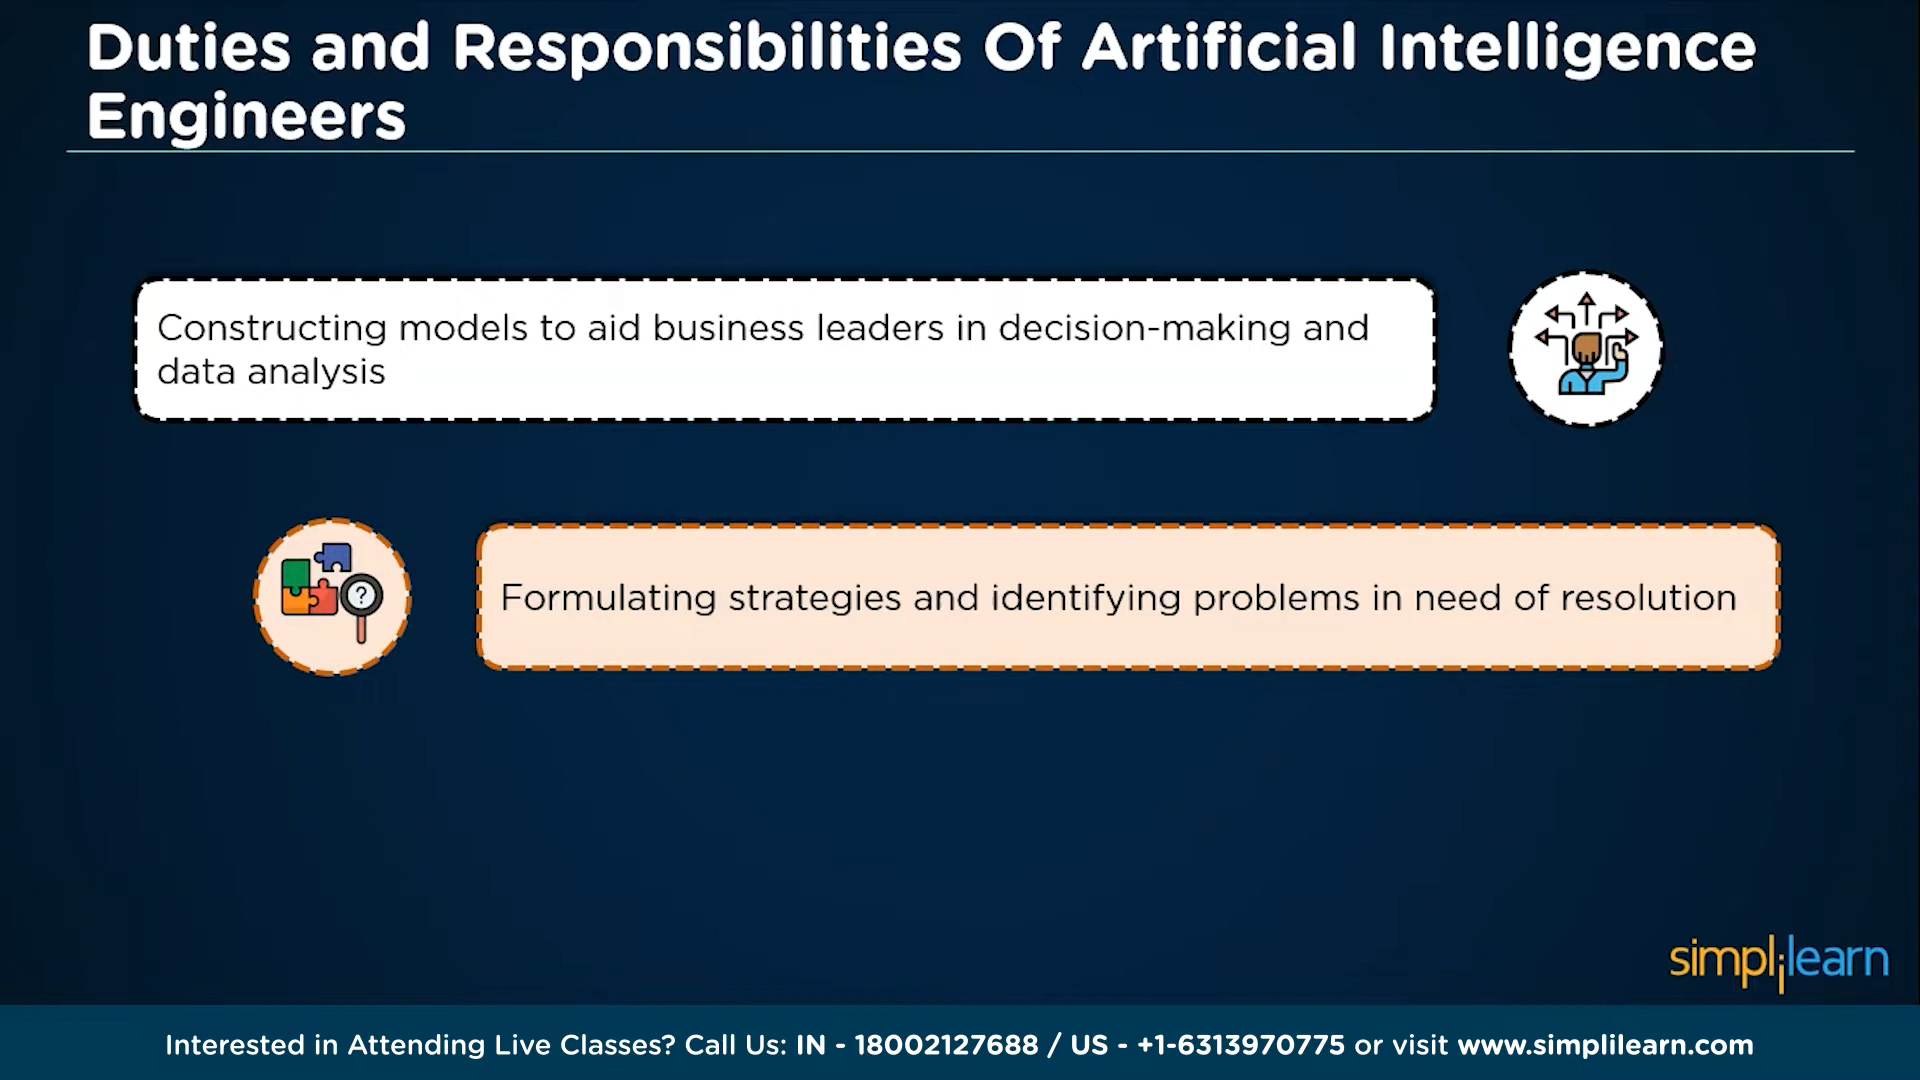 Duties and Responsibilities Of Artificial Intelligence
Engineers
Constructing models to aid business leaders in decision-making and
data analysis
?
Formulating strategies and identifying problems in need of resolution
simplilearn
Interested in Attending Live Classes? Call Us: IN - 18002127688 / US - +1-6313970775 or visit www.simplilearn.com